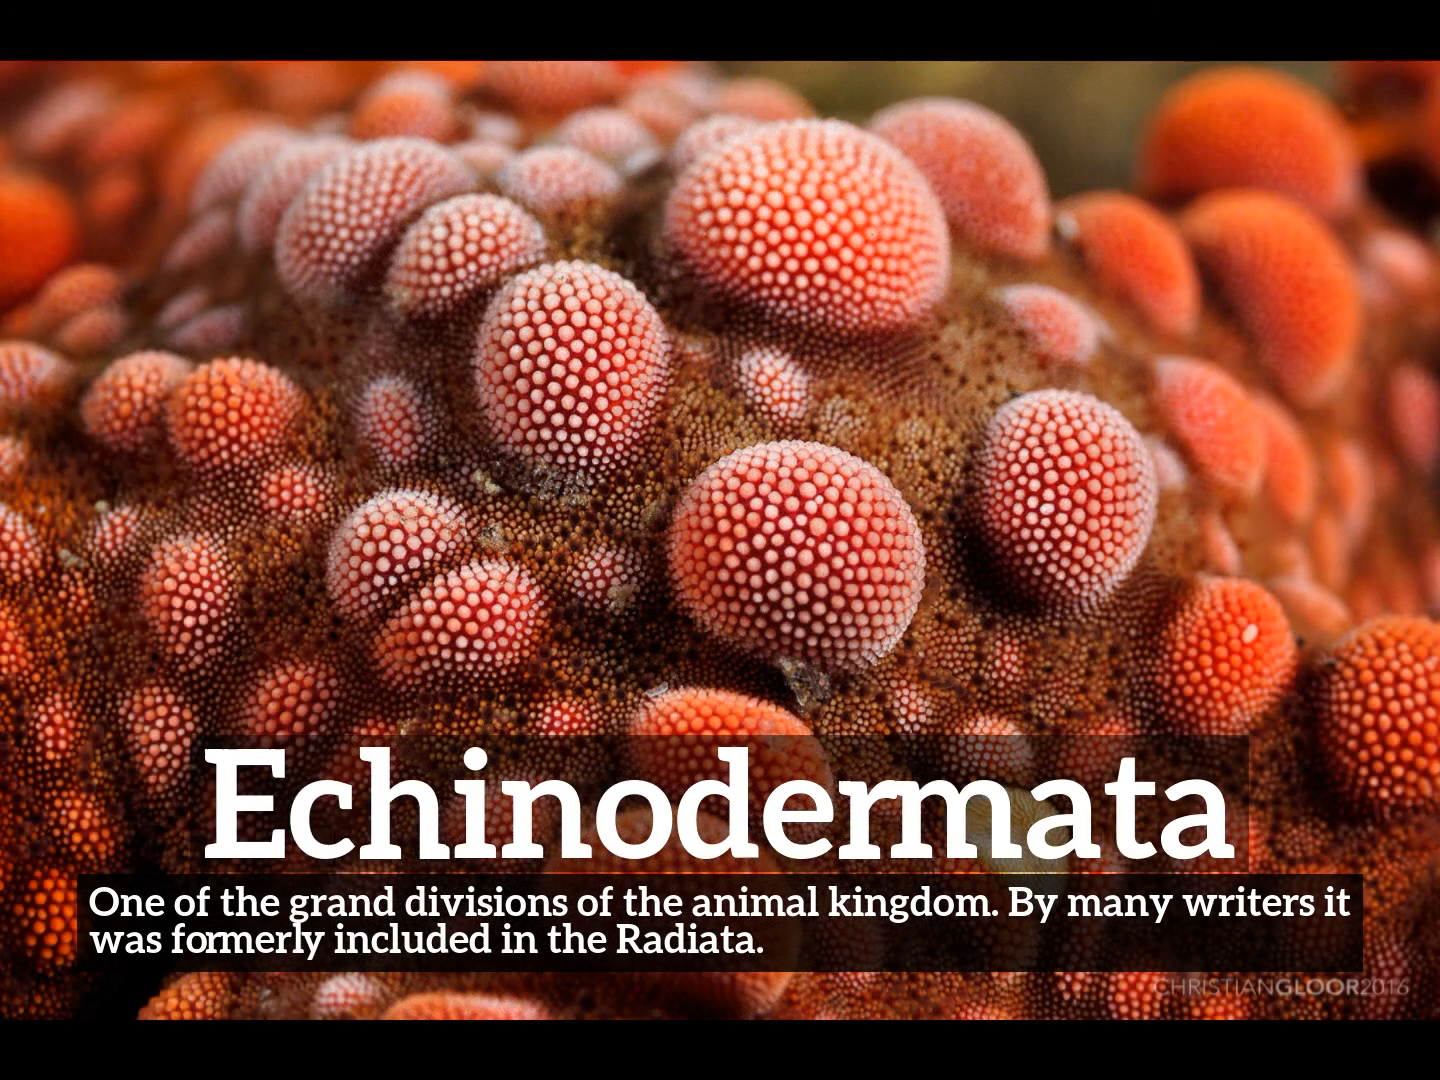 Echinodermata
One of the grand divisions of the animal kingdom. By many writers it
was formerly included in the Radiata.
CHRISTIANGLOOR2016